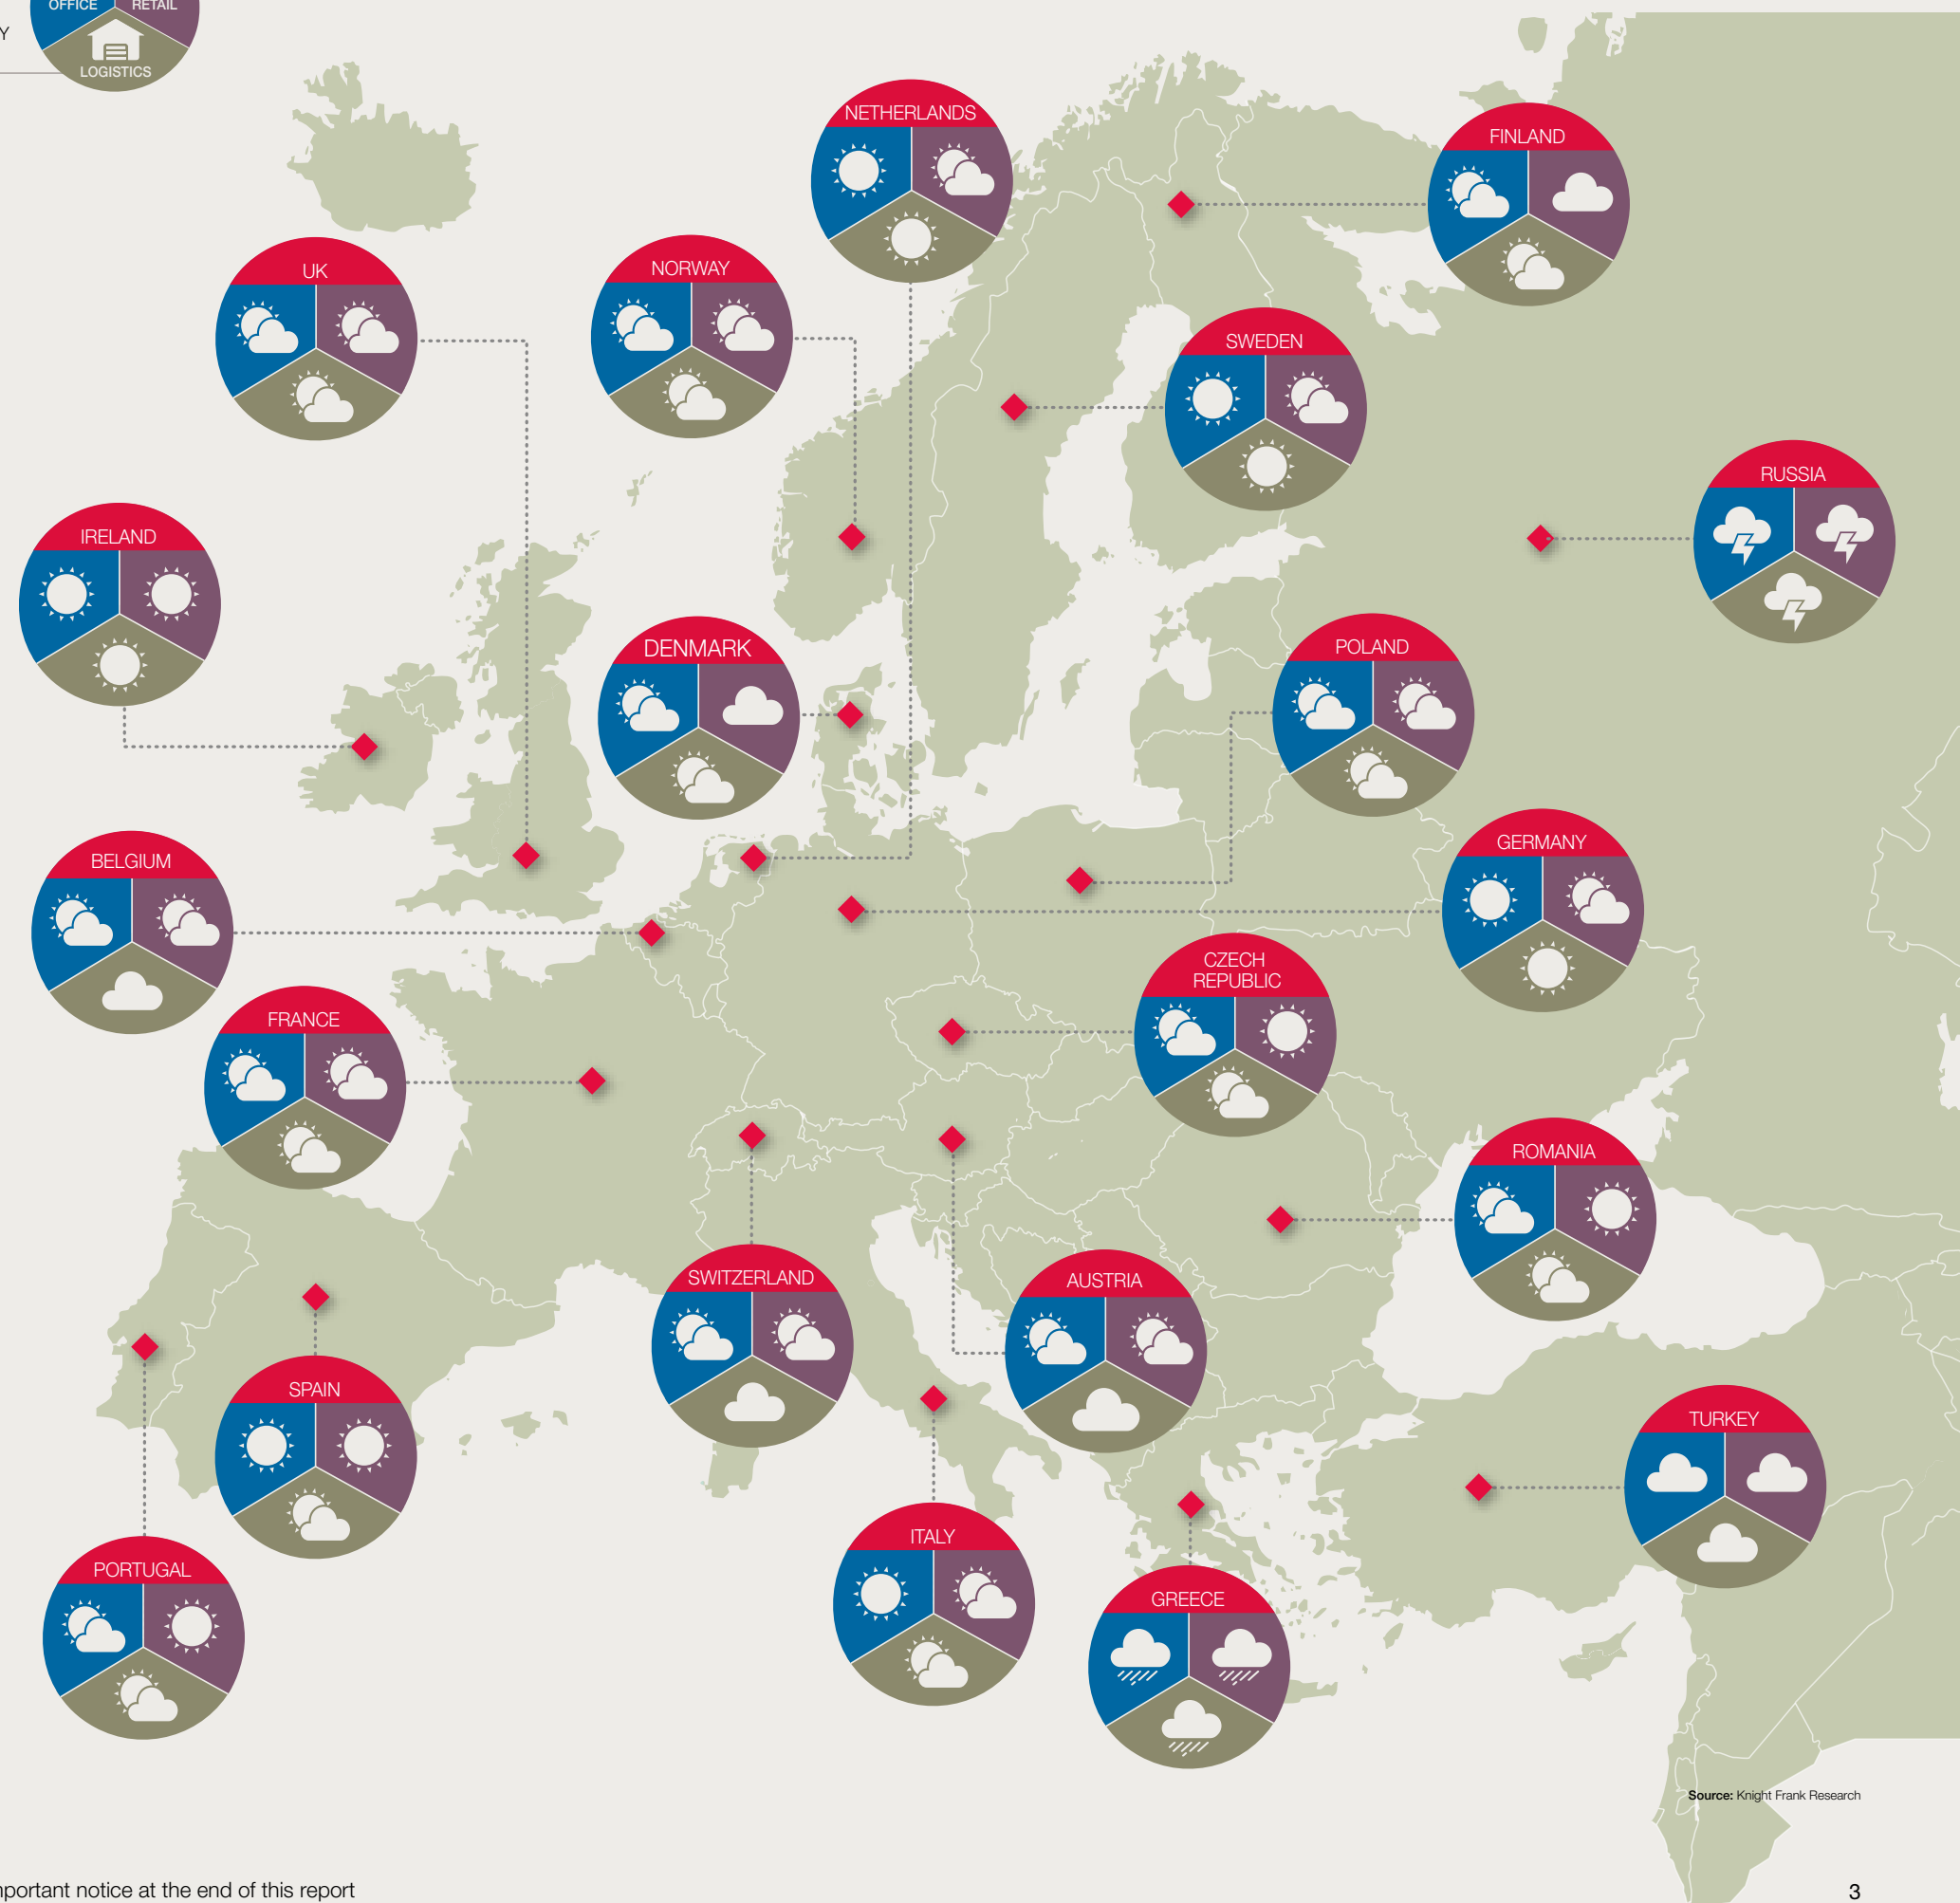 OFFICE
RETAIL
Y
LOGISTICS
NETHERLANDS
FINLAND
UK
NORWAY
SWEDEN
RUSSIA
IRELAND
DENMARK
POLAND
BELGIUM
GERMANY
CZECH
REPUBLIC
FRANCE
ROMANIA
SWITZERLAND
AUSTRIA
SPAIN
TURKEY
ITALY
PORTUGAL
GREECE
Source: Knight Frank Research
mportant notice at the end of this report
3